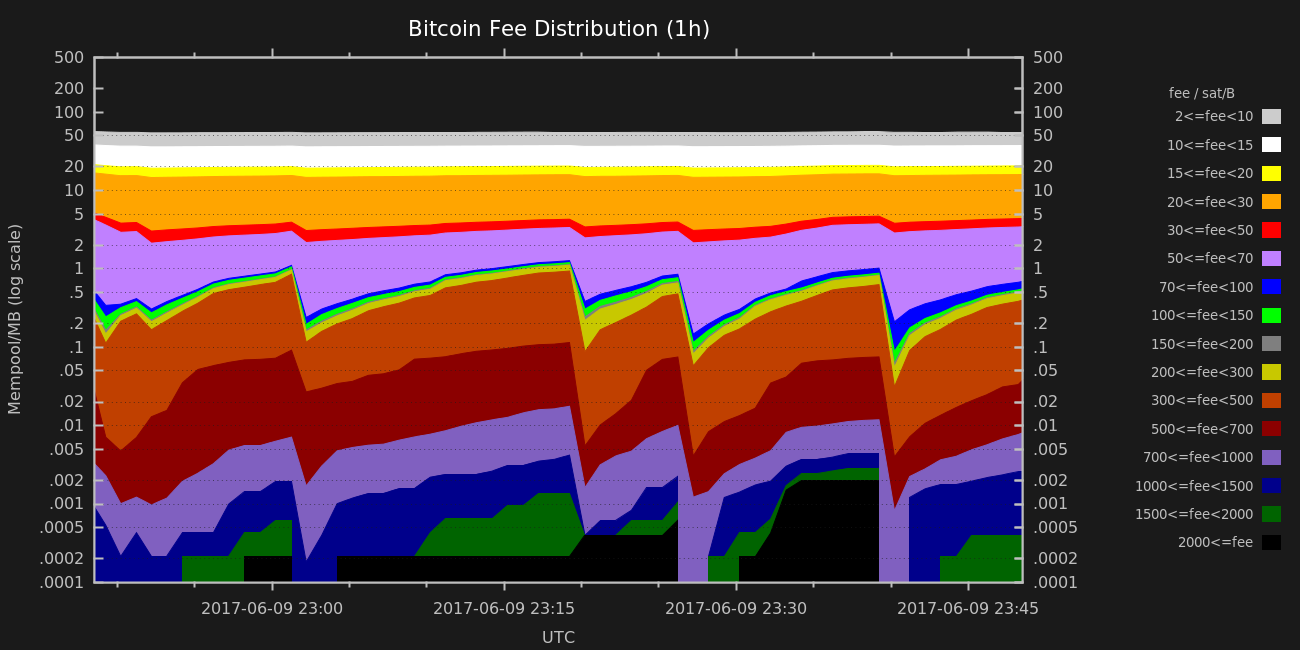 Bitcoin Fee Distribution (1h)
500
200
100
50
20
10
5
2
1
.5
.2
.1
.05
.02
.01
.005
.002
.001
.0005
.0002
.0001
Mempool/MB (log scale)
500
200
100
50
20
10
5
2
1
.5
.2
.1
.05
.02
.01
.005
.002
.001
.0005
.0002
.0001
2017-06-09 23:00
2017-06-09 23:15
2017-06-09 23:30
2017-06-09 23:45
UTC
fee / sat/B
2<=fee<10
10<=fee<15
15<=fee<20
20<=fee<30
30<=fee<50
50<=fee<70
70<=fee<100
100<=fee<150
150<=fee<200
200<=fee<300
300<=fee<500
500<=fee<700
700<=fee<1000
1000<=fee<1500
1500<=fee<2000
2000<=fee